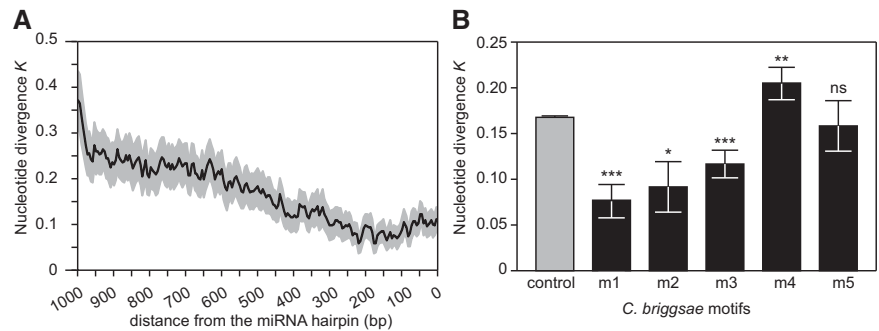 A
Nucleotide divergence K
0.5
0.4
0.3
0.2
0.1
0
1000 900 800 700 600 500 400 300 200 100 0
distance from the miRNA hairpin (bp)
B
Nucleotide divergence K
0.25
0.20
0.15
0.10
0.05
0
*** * *** ** ns
control m1 m2 m3 m4 m5
C. briggsae motifs